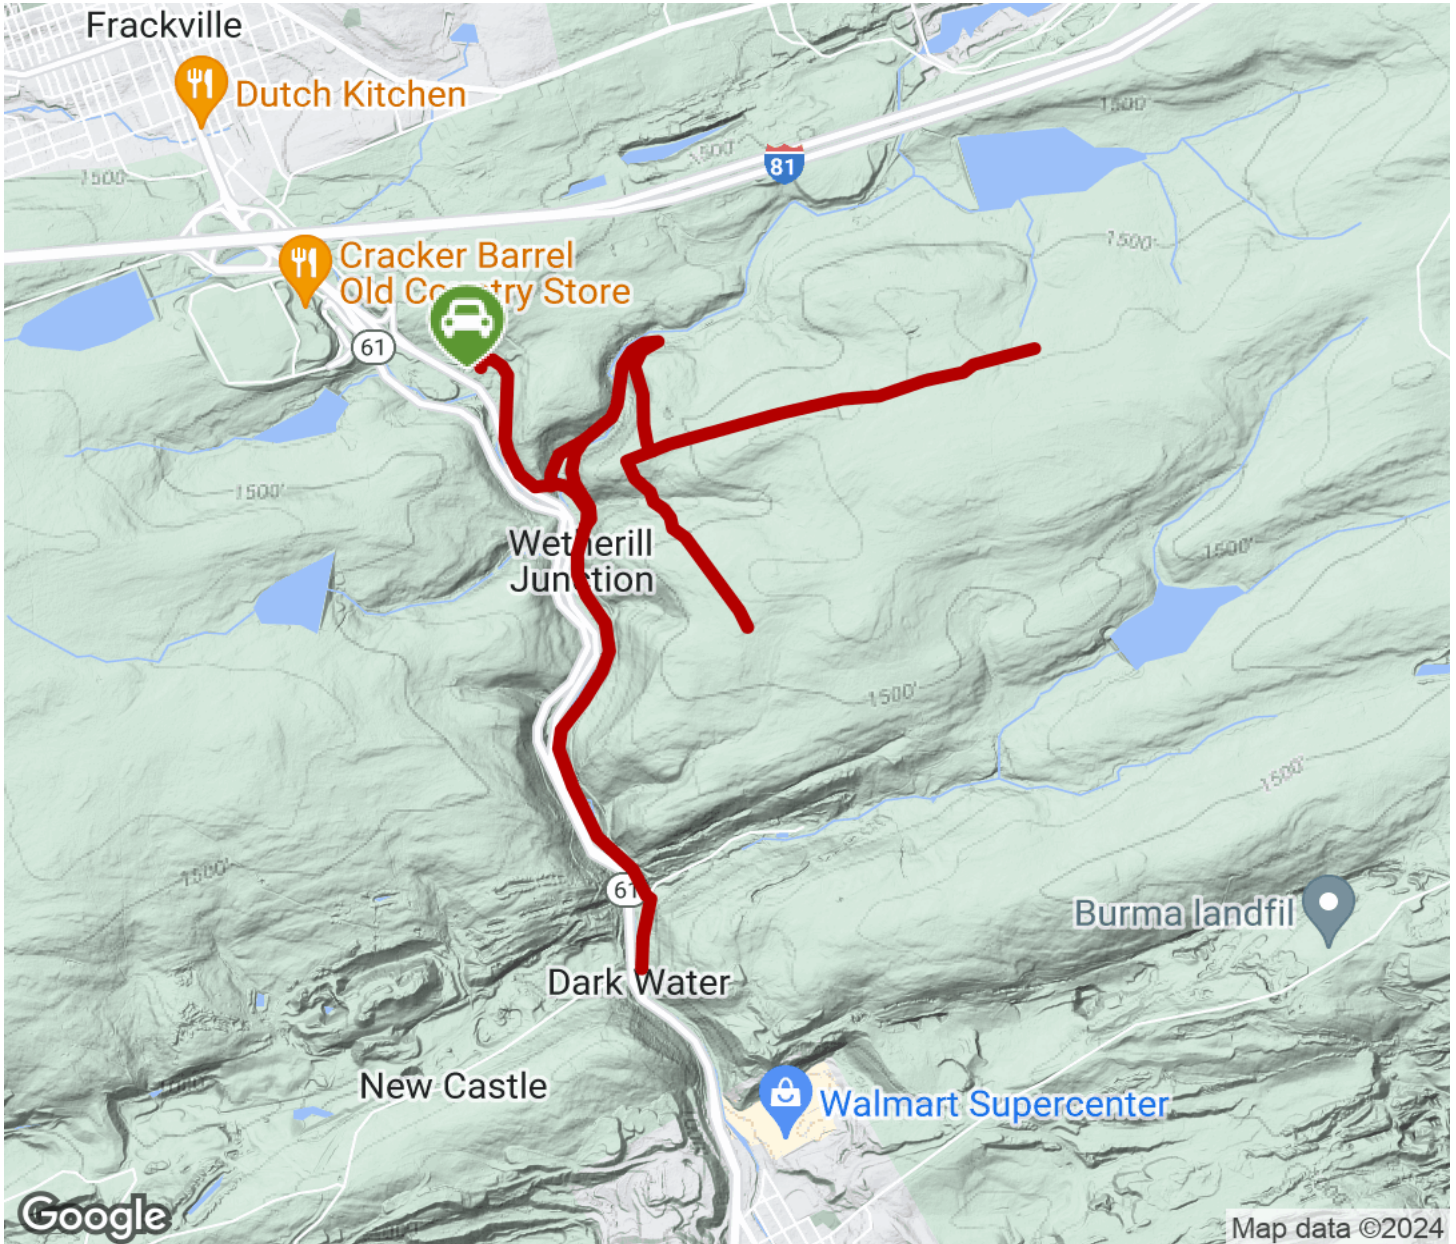 Frackville
Dutch Kitchen
1500'
1500'
81
1500'
1500'
Cracker Barrel
Old Country Store
61
1500'
Wetherill
Junction
1500'
1500'
1500'
1500'
61
Burma landfil
Dark Water
New Castle
Walmart Supercenter
Google
Map data ©2024